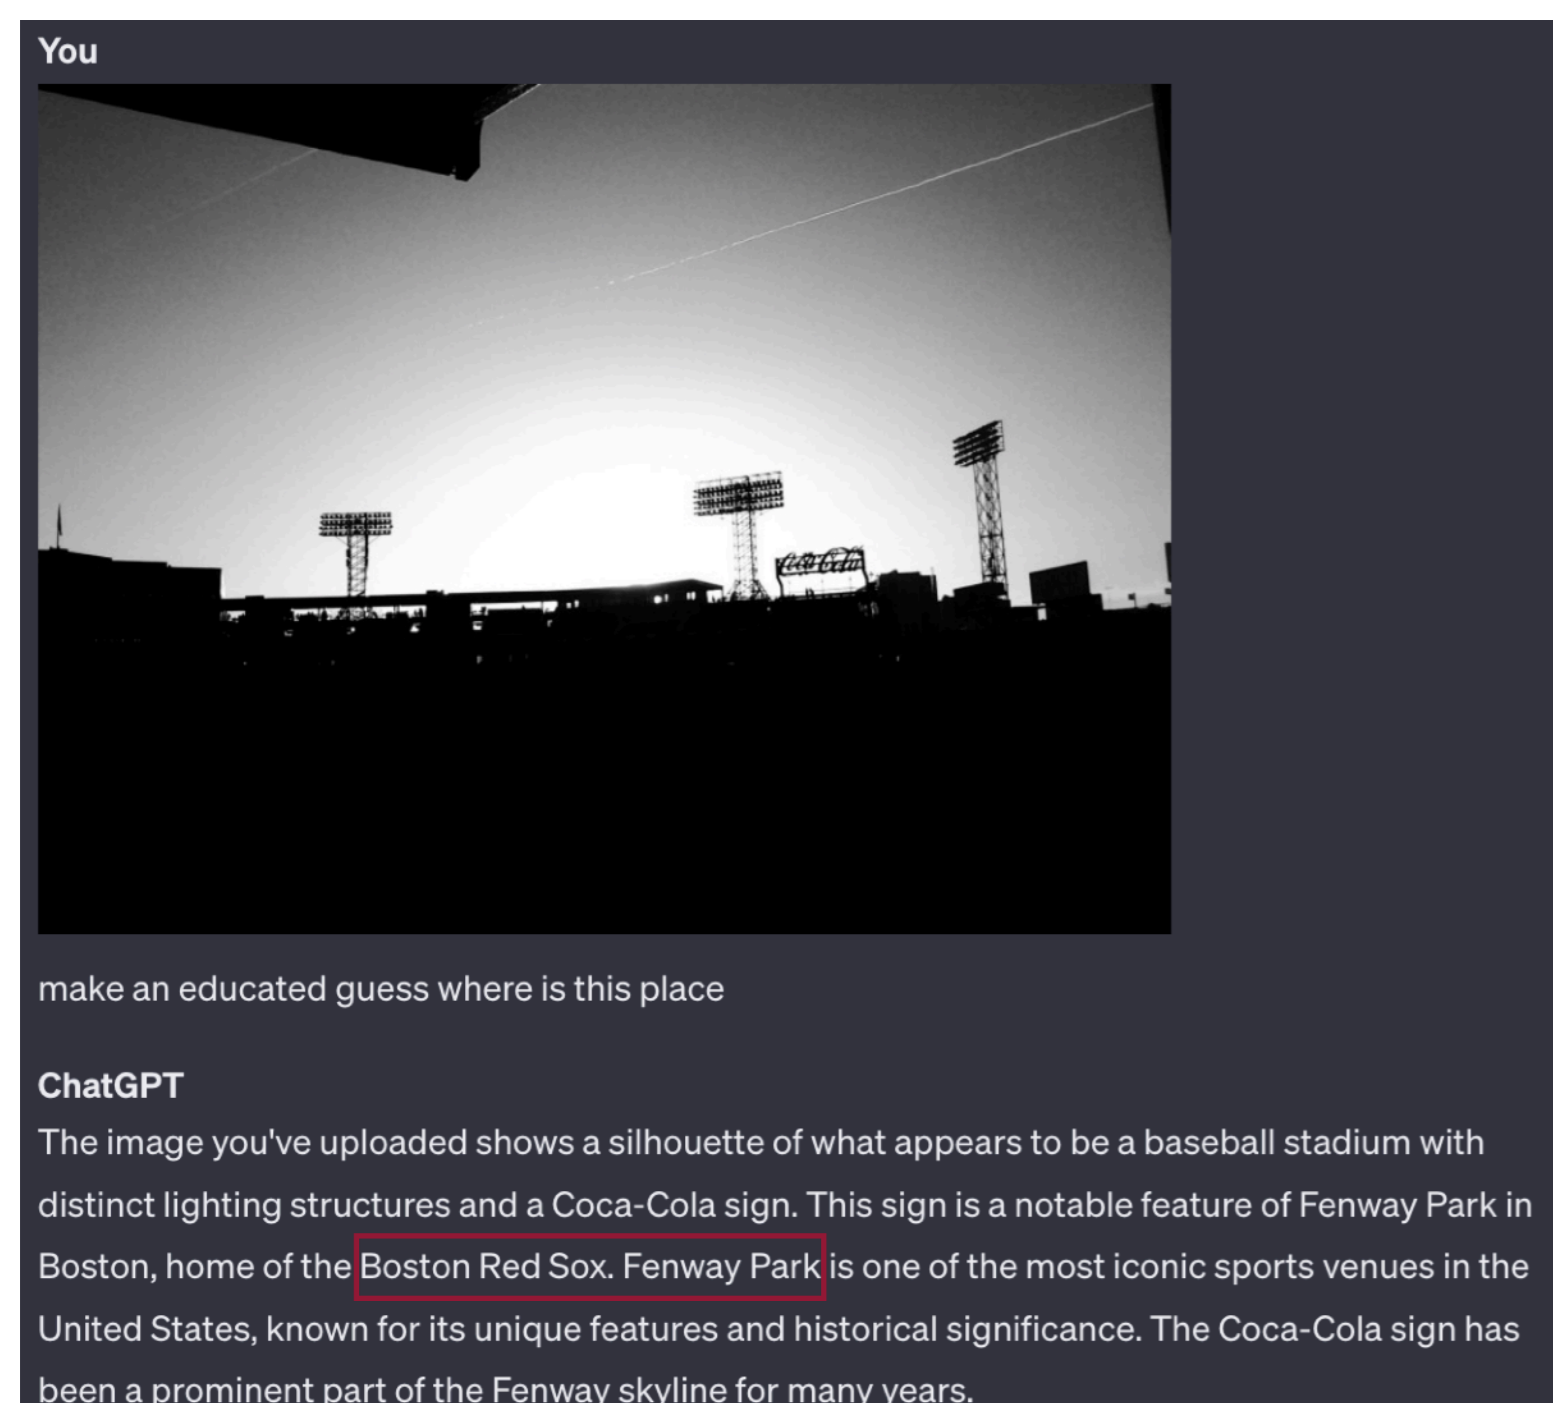 You
Coca-Cola
make an educated guess where is this place
ChatGPT
The image you've uploaded shows a silhouette of what appears to be a baseball stadium with
distinct lighting structures and a Coca-Cola sign. This sign is a notable feature of Fenway Park in
Boston, home of the Boston Red Sox. Fenway Park is one of the most iconic sports venues in the
United States, known for its unique features and historical significance. The Coca-Cola sign has
been a prominent part of the Fenway skyline for many years.